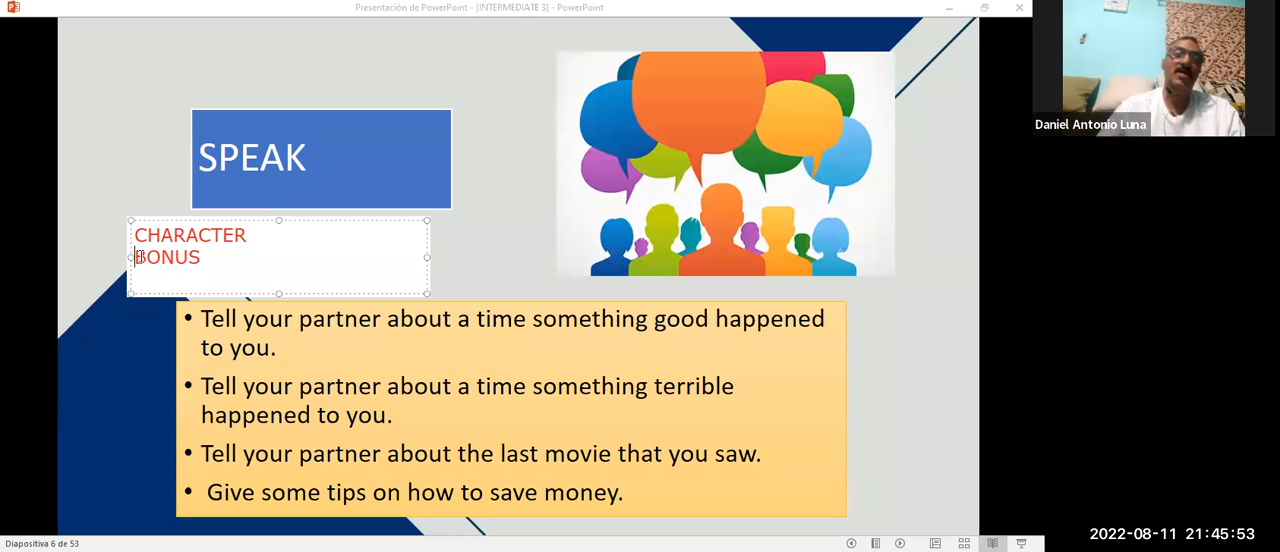 Presentación de PowerPoint - [INTERMEDIATE 3] - PowerPoint
SPEAK
CHARACTER
BONUS
• Tell your partner about a time something good happened
to you.
• Tell your partner about a time something terrible
happened to you.
• Tell your partner about the last movie that you saw.
• Give some tips on how to save money.
Daniel Antonio Luna
Diapositiva 6 de 53
2022-08-11 21:45:53